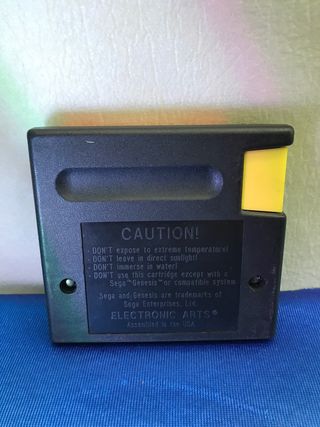 CAUTION!
- DON'T expose to extreme temperature!
- DON'T leave in direct sunlight!
- DON'T immerse in water!
- DON'T use this cartridge except with a
Sega™Genesis™or compatible system
Sega and Genesis are trademarks of
Sega Enterprises, Ltd.
ELECTRONIC ARTS®
Assembled in the USA